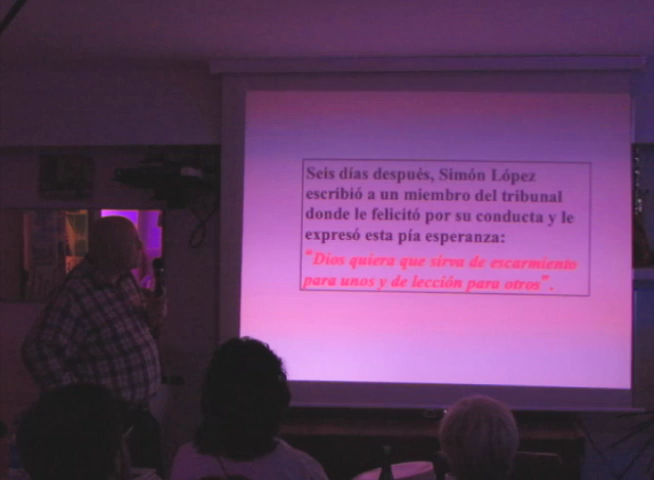 Seis días después, Simón López
escribió a un miembro del tribunal
donde le felicitó por su conducta y le
expresó esta pía esperanza:
"Dios quiera que sirva de escarmiento
para unos y de lección para otros".